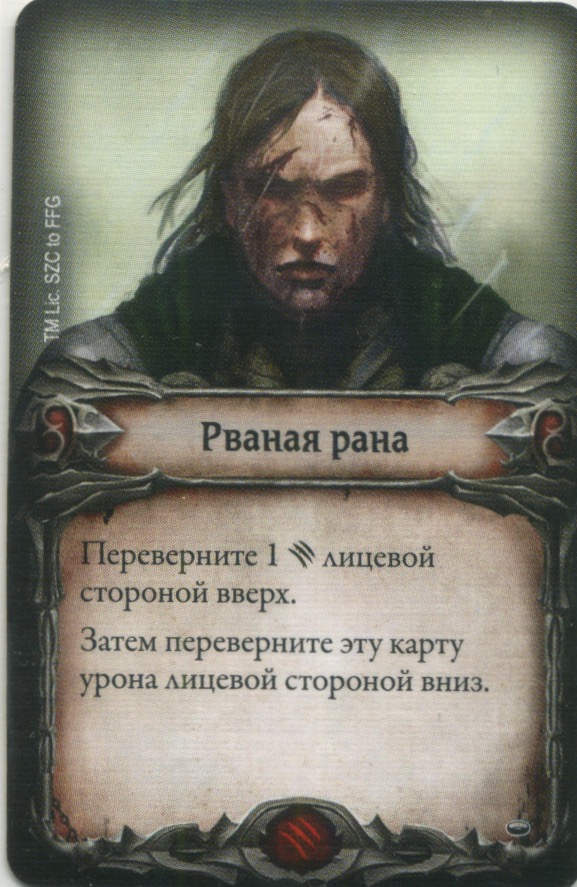 TM Lic. SZC to FFG
Рваная рана
Переверните 1 лицевой
стороной вверх.
Затем переверните эту карту
урона лицевой стороной вниз.